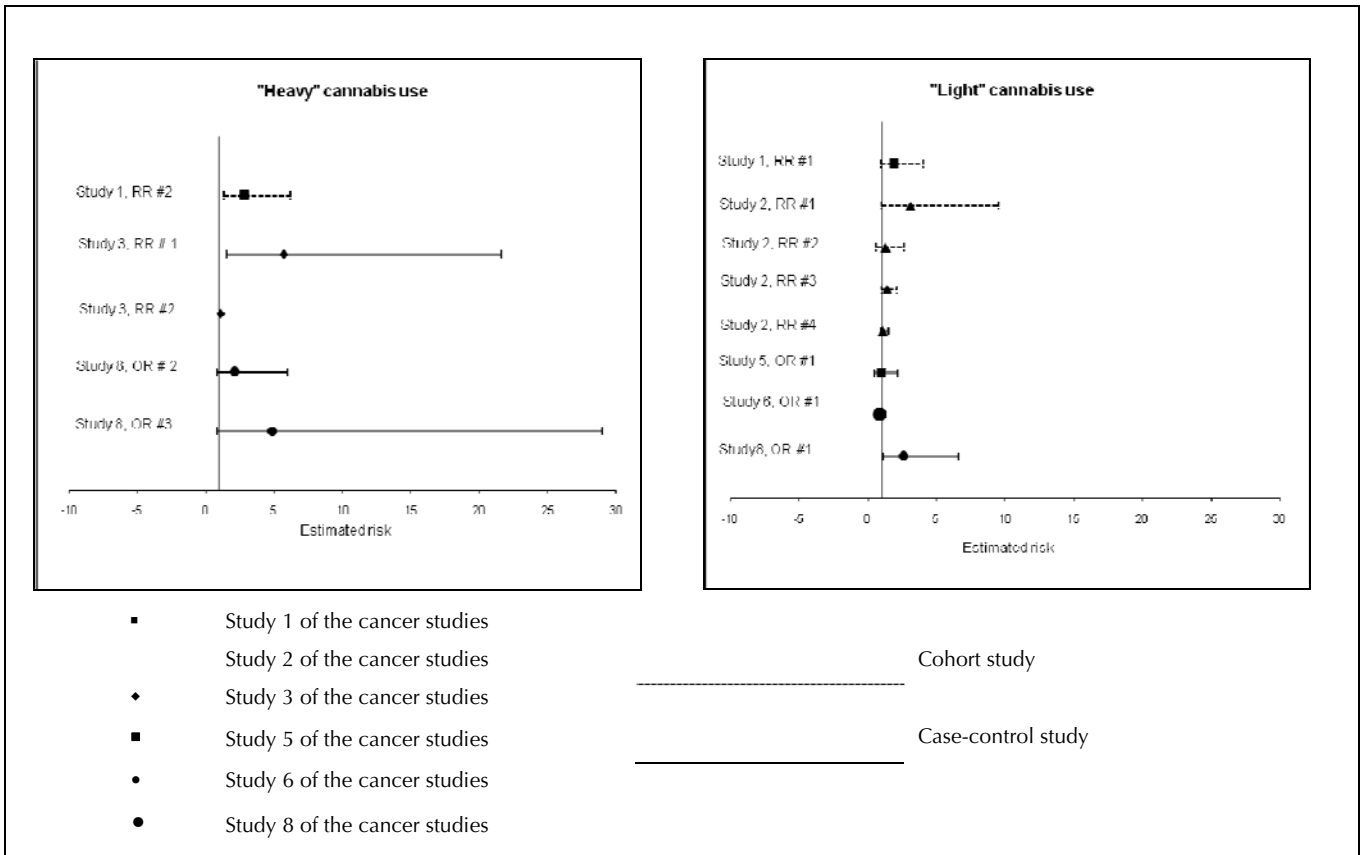 "Heavy" cannabis use
Study 1, RR #2
Study 3, RR # 1
Study 3, RR #2
Study 8, OR # 2
Study 8, OR #3
-10 -5 0 5 10 15 20 25 30
Estimated risk
"Light" cannabis use
Study 1, RR #1
Study 2, RR #1
Study 2, RR #2
Study 2, RR #3
Study 2, RR #4
Study 5, OR #1
Study 6, OR #1
Study8, OR #1
-10 -5 0 5 10 15 20 25 30
Estimated risk
Study 1 of the cancer studies
Study 2 of the cancer studies
Study 3 of the cancer studies
Study 5 of the cancer studies
Study 6 of the cancer studies
Study 8 of the cancer studies
Cohort study
Case-control study